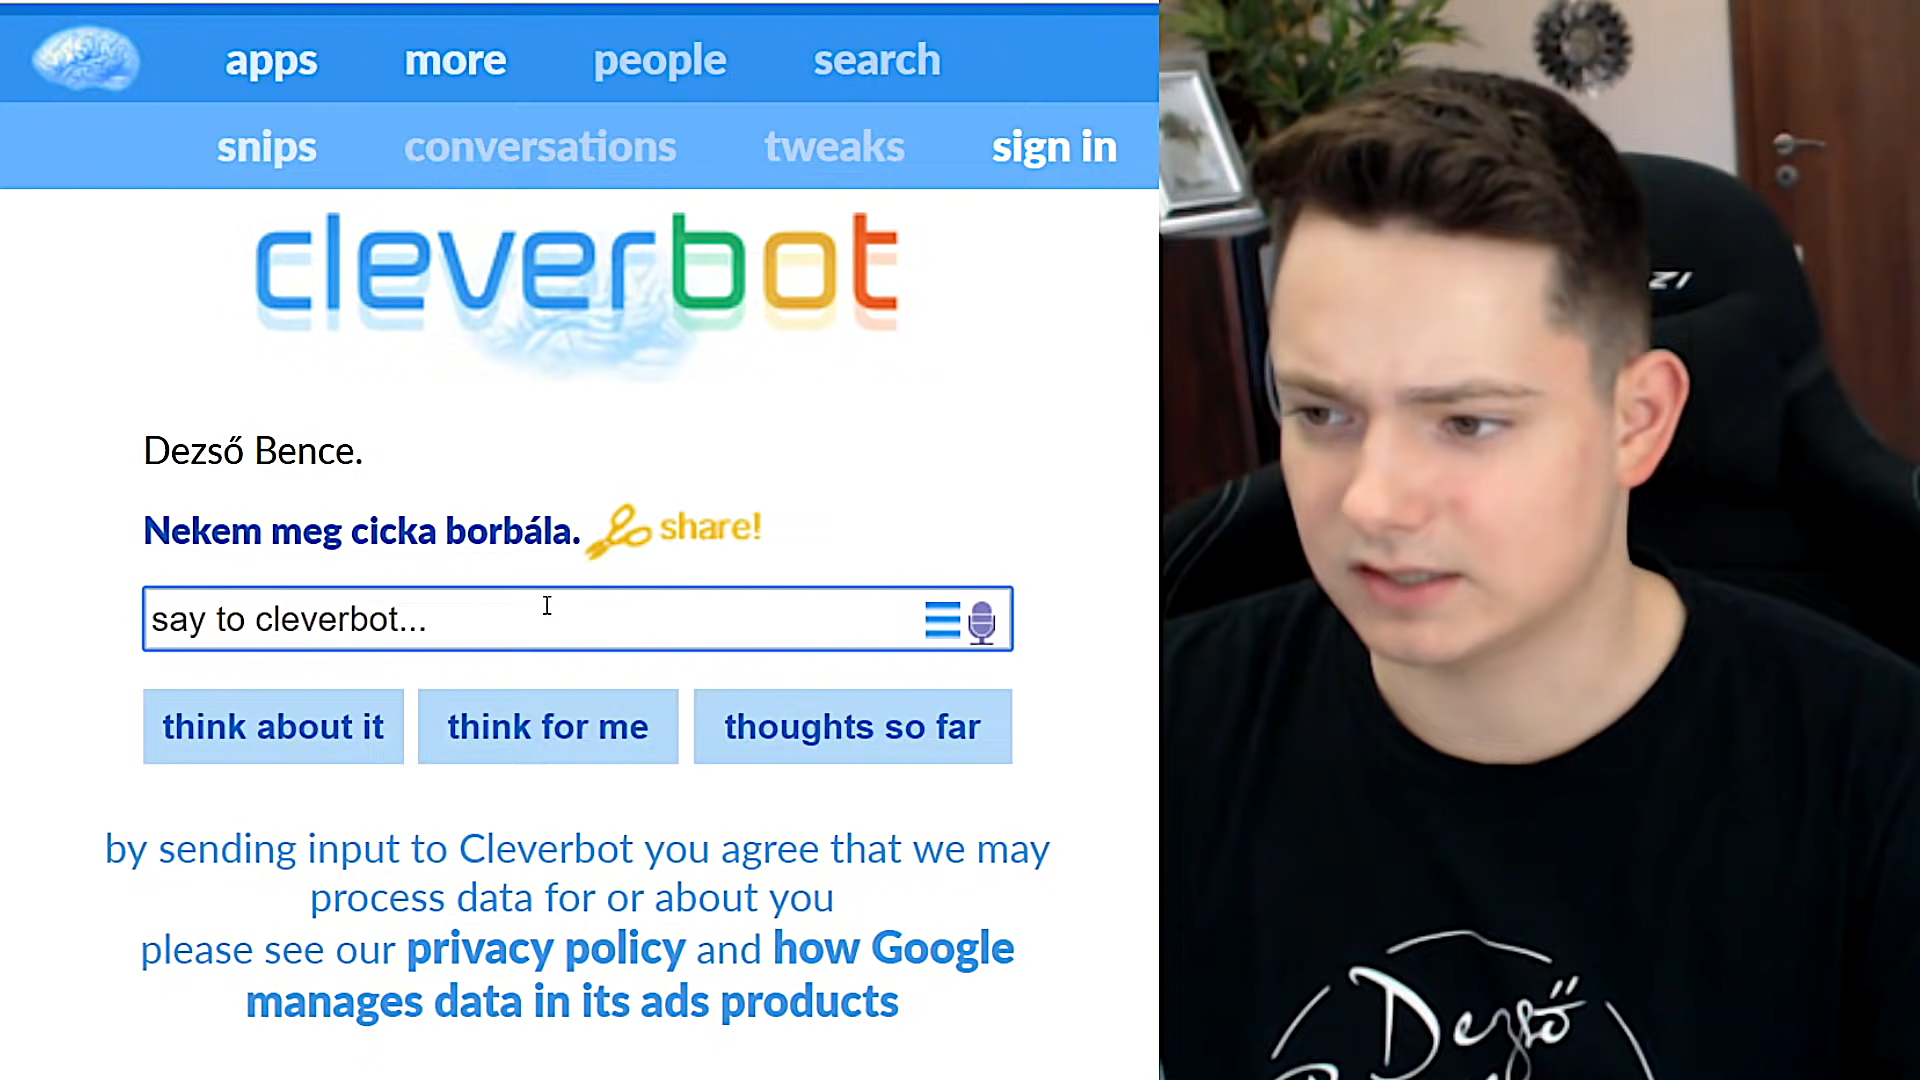 apps more people search
snips conversations tweaks sign in
cleverbot
Dezső Bence.
Nekem meg cicka borbála. share!
say to cleverbot...
think about it think for me thoughts so far
by sending input to Cleverbot you agree that we may
process data for or about you
please see our privacy policy and how Google
manages data in its ads products
ZI
Dezső